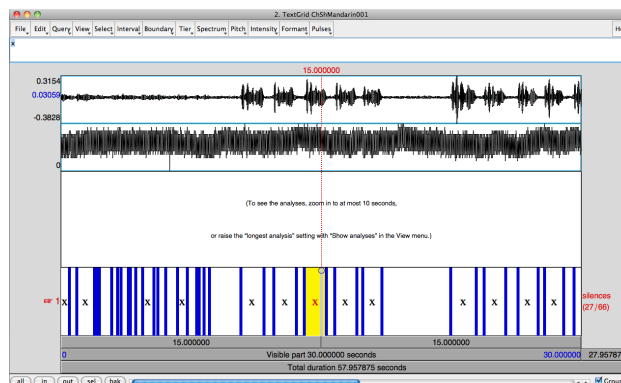 2. TextGrid ChShMandarin001
File Edit Query View Select Interval Boundary Tier Spectrum Pitch Intensity Formant Pulses
x
15.000000
0.3154
0.03059
-0.3828
0
(To see the analyses, zoom in to at most 10 seconds,
or raise the "longest analysis" setting with "Show analyses" in the View menu.)
1 x x x x x x x x x x x x x
silences
(27/66)
15.000000 15.000000
0 Visible part 30.000000 seconds 30.000000 27.95787
Total duration 57.957875 seconds
all in out sel bak Group